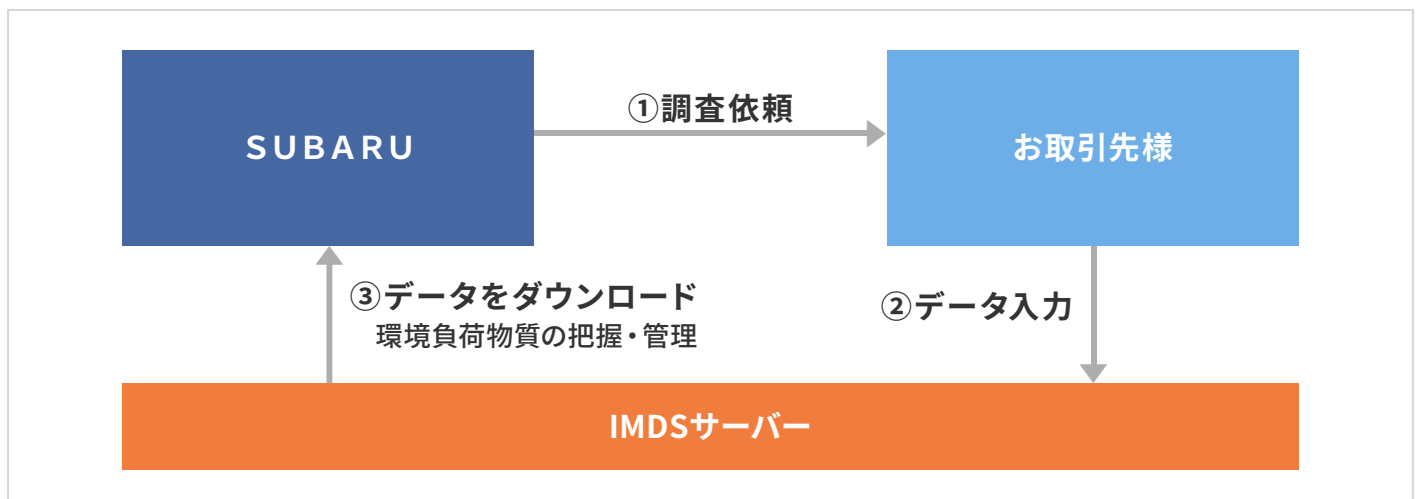 SUBARU
①調査依頼
お取引先様
③データをダウンロード
環境負荷物質の把握・管理
②データ入力
IMDSサーバー